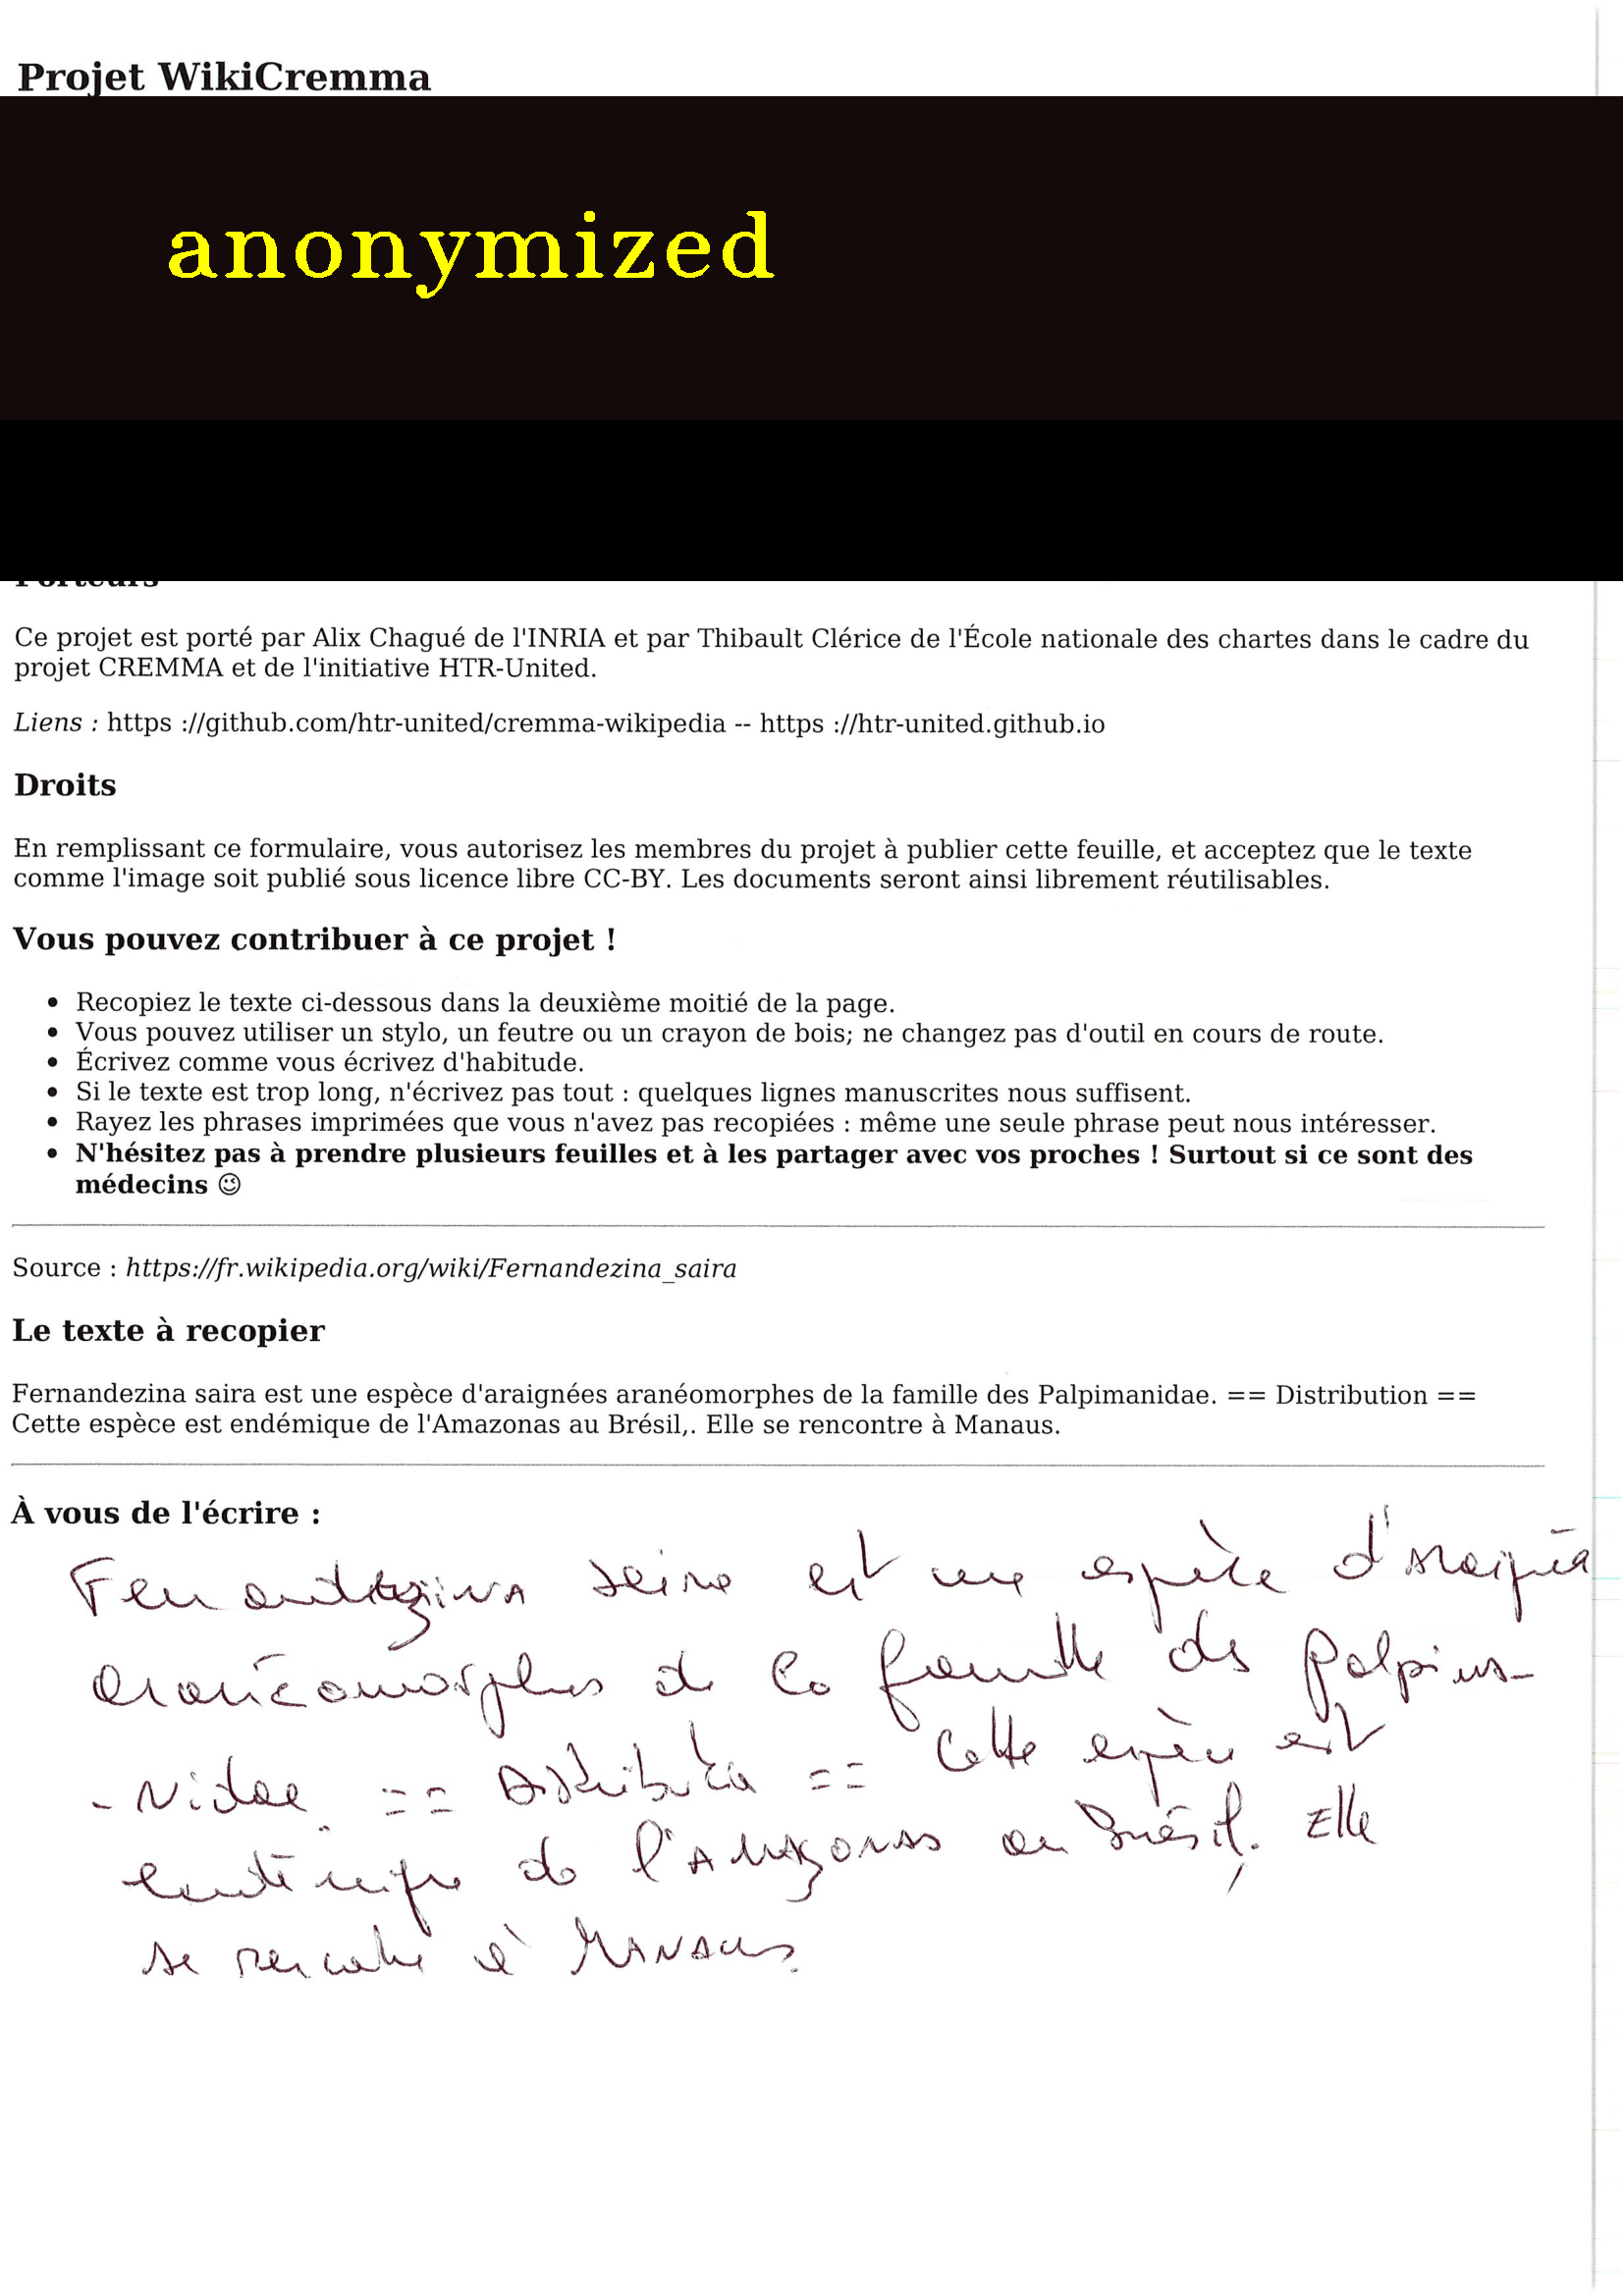 Projet WikiCremma
anonymized
Porteurs
Ce projet est porté par Alix Chagué de l'INRIA et par Thibault Clérice de l'École nationale des chartes dans le cadre du
projet CREMMA et de l'initiative HTR-United.
Liens : https ://github.com/htr-united/cremma-wikipedia -- https ://htr-united.github.io
Droits
En remplissant ce formulaire, vous autorisez les membres du projet à publier cette feuille, et acceptez que le texte
comme l'image soit publié sous licence libre CC-BY. Les documents seront ainsi librement réutilisables.
Vous pouvez contribuer à ce projet !
• Recopiez le texte ci-dessous dans la deuxième moitié de la page.
• Vous pouvez utiliser un stylo, un feutre ou un crayon de bois; ne changez pas d'outil en cours de route.
• Écrivez comme vous écrivez d'habitude.
• Si le texte est trop long, n'écrivez pas tout : quelques lignes manuscrites nous suffisent.
• Rayez les phrases imprimées que vous n'avez pas recopiées : même une seule phrase peut nous intéresser.
• N'hésitez pas à prendre plusieurs feuilles et à les partager avec vos proches ! Surtout si ce sont des
médecins 😉
Source : https://fr.wikipedia.org/wiki/Fernandezina_saira
Le texte à recopier
Fernandezina saira est une espèce d'araignées aranéomorphes de la famille des Palpimanidae. == Distribution ==
Cette espèce est endémique de l'Amazonas au Brésil,. Elle se rencontre à Manaus.
À vous de l'écrire :
Fernandezina saira est une espèce d'araignées
aranéomorphes de la famille des Palpima-
-nidae. == Distribution == Cette espèce est
endémique de l'Amazonas au Brésil,. Elle
se rencontre à Manaus.